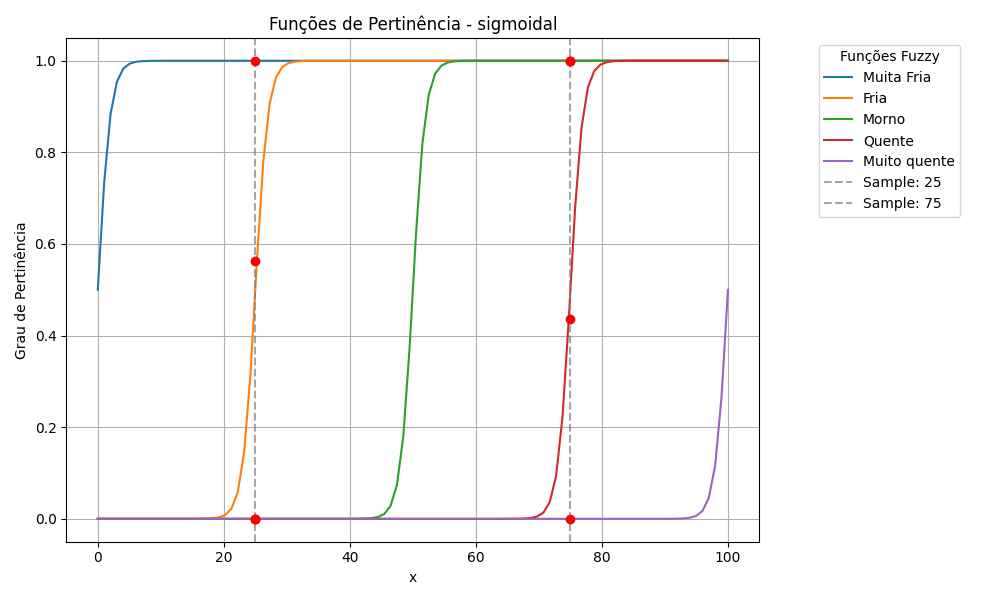 Funções de Pertinência - sigmoidal
Grau de Pertinência
1.0
0.8
0.6
0.4
0.2
0.0
0
20
40
60
80
100
x
Funções Fuzzy
Muita Fria
Fria
Morno
Quente
Muito quente
Sample: 25
Sample: 75